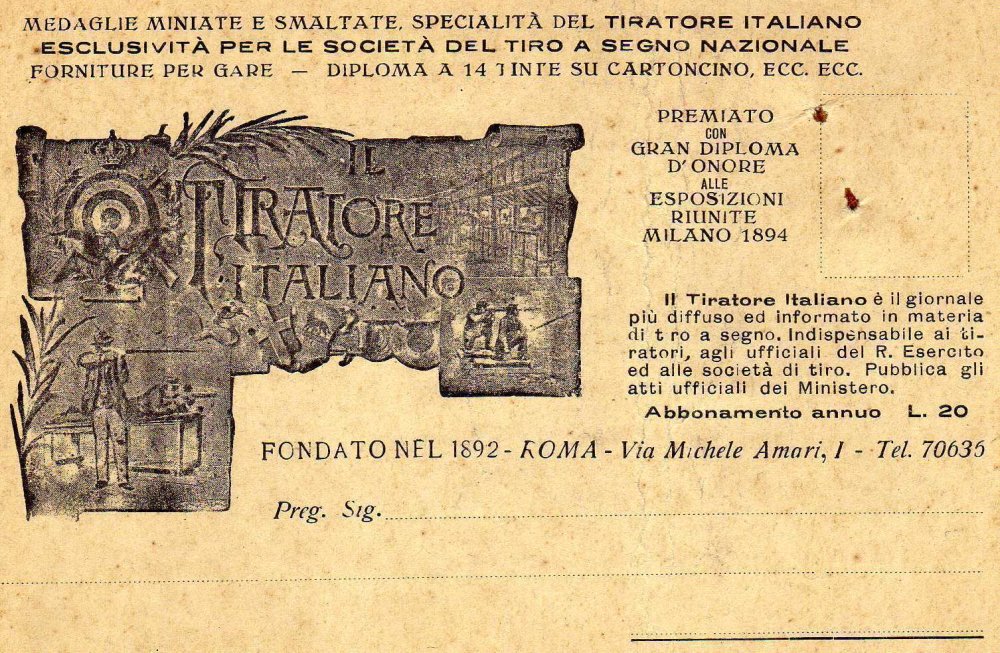 MEDAGLIE MINIATE E SMALTATE, SPECIALITÀ DEL TIRATORE ITALIANO
ESCLUSIVITÀ PER LE SOCIETÀ DEL TIRO A SEGNO NAZIONALE
FORNITURE PER GARE — DIPLOMA A 14 TINTE SU CARTONCINO, ECC. ECC.
IL
TIRATORE
ITALIANO
PREMIATO
CON
GRAN DIPLOMA
D'ONORE
ALLE
ESPOSIZIONI
RIUNITE
MILANO 1894
Il Tiratore Italiano è il giornale
più diffuso ed informato in materia
di tiro a segno. Indispensabile ai ti-
ratori, agli ufficiali del R. Esercito
ed alle società di tiro. Pubblica gli
atti ufficiali dei Ministero.
Abbonamento annuo L. 20
FONDATO NEL 1892 - ROMA - Via Michele Amari, 1 - Tel. 70636
Preg. Sig.